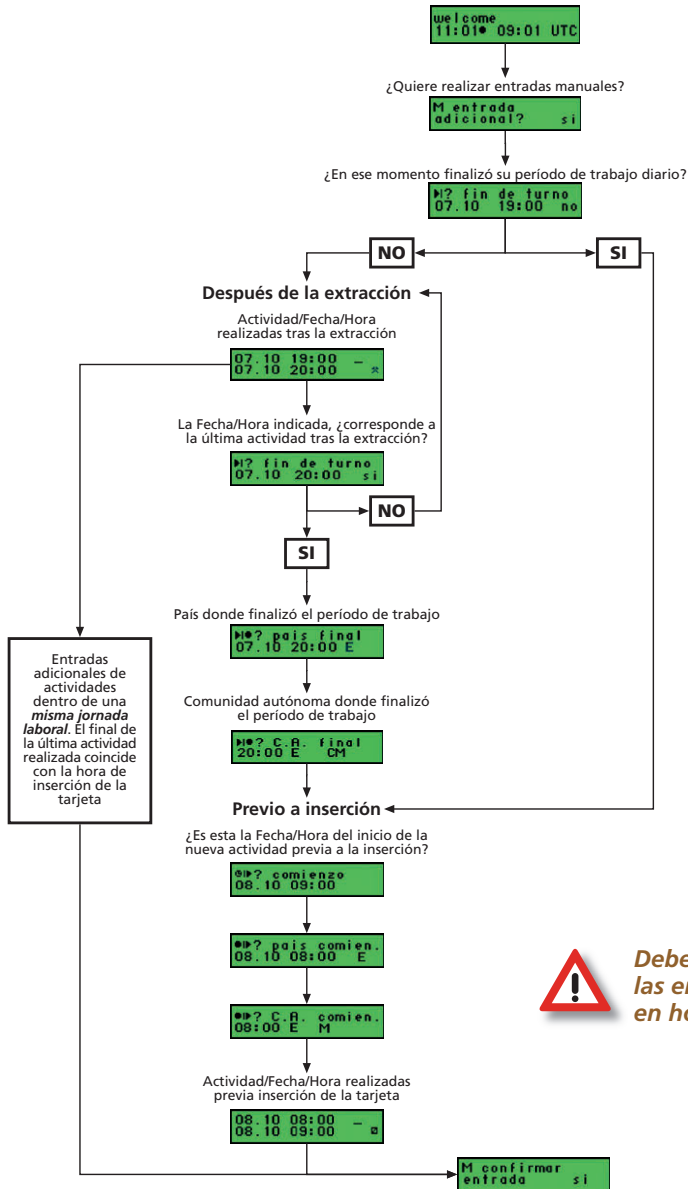 welcome
11:01● 09:01 UTC
¿Quiere realizar entradas manuales?
M entrada
adicional? si
¿En ese momento finalizó su período de trabajo diario?
? fin de turno
07.10 19:00 no
NO
SI
Después de la extracción
Actividad/Fecha/Hora
realizadas tras la extracción
07.10 19:00 –
07.10 20:00
La Fecha/Hora indicada, ¿corresponde a
la última actividad tras la extracción?
? fin de turno
07.10 20:00 si
NO
SI
País donde finalizó el período de trabajo
? pais final
07.10 20:00 E
Comunidad autónoma donde finalizó
el período de trabajo
? C.A. final
20:00 E CM
Entradas
adicionales de
actividades
dentro de una
misma jornada
laboral. El final de
la última actividad
realizada coincide
con la hora de
inserción de la
tarjeta
Previo a inserción
¿Es esta la Fecha/Hora del inicio de la
nueva actividad previa a la inserción?
? comienzo
08.10 09:00
? pais comien.
08.10 08:00 E
? C.A. comien.
08:00 E M
Debe
las en
en ho
Actividad/Fecha/Hora realizadas
previa inserción de la tarjeta
08.10 08:00 –
08.10 09:00
M confirmar
entrada si